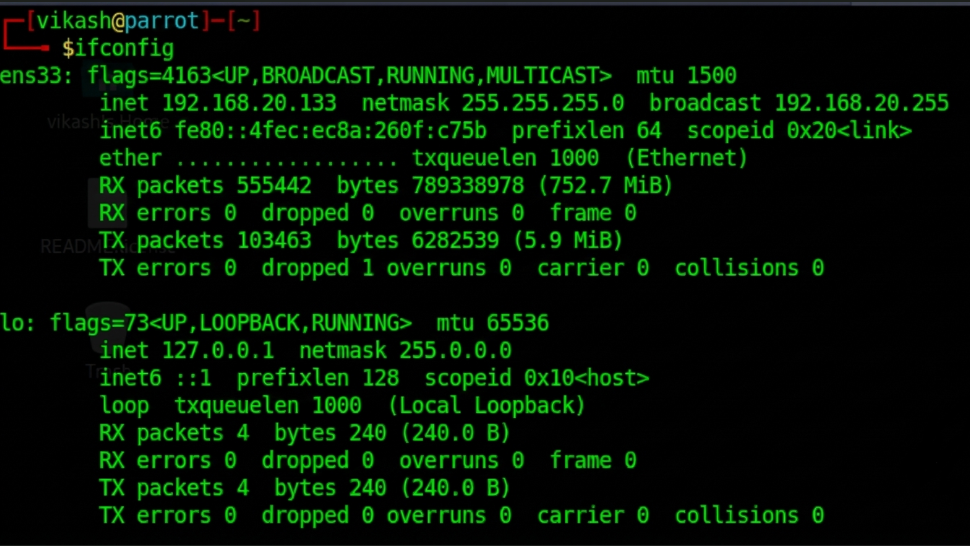 [vikash@parrot]-[~]
$ifconfig
ens33: flags=4163<UP,BROADCAST,RUNNING,MULTICAST>  mtu 1500
inet 192.168.20.133  netmask 255.255.255.0  broadcast 192.168.20.255
inet6 fe80::4fec:ec8a:260f:c75b  prefixlen 64  scopeid 0x20<link>
ether .................. txqueuelen 1000  (Ethernet)
RX packets 555442  bytes 789338978 (752.7 MiB)
RX errors 0  dropped 0  overruns 0  frame 0
TX packets 103463  bytes 6282539 (5.9 MiB)
TX errors 0  dropped 1 overruns 0  carrier 0  collisions 0
lo: flags=73<UP,LOOPBACK,RUNNING>  mtu 65536
inet 127.0.0.1  netmask 255.0.0.0
inet6 ::1  prefixlen 128  scopeid 0x10<host>
loop  txqueuelen 1000  (Local Loopback)
RX packets 4  bytes 240 (240.0 B)
RX errors 0  dropped 0  overruns 0  frame 0
TX packets 4  bytes 240 (240.0 B)
TX errors 0  dropped 0 overruns 0  carrier 0  collisions 0